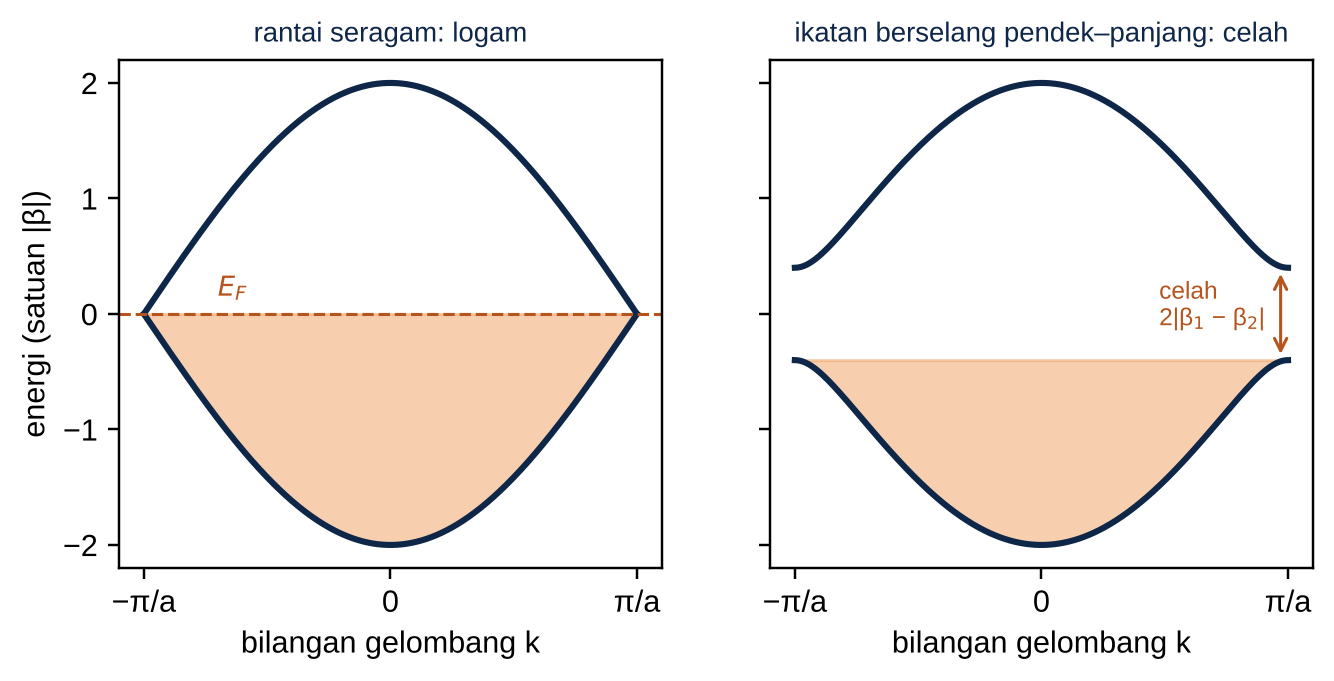 rantai seragam: logam
ikatan berselang pendek–panjang: celah
energi (satuan |β|)
2
1
0
−1
−2
E_F
celah
2|β₁ − β₂|
−π/a
0
π/a
−π/a
0
π/a
bilangan gelombang k
bilangan gelombang k